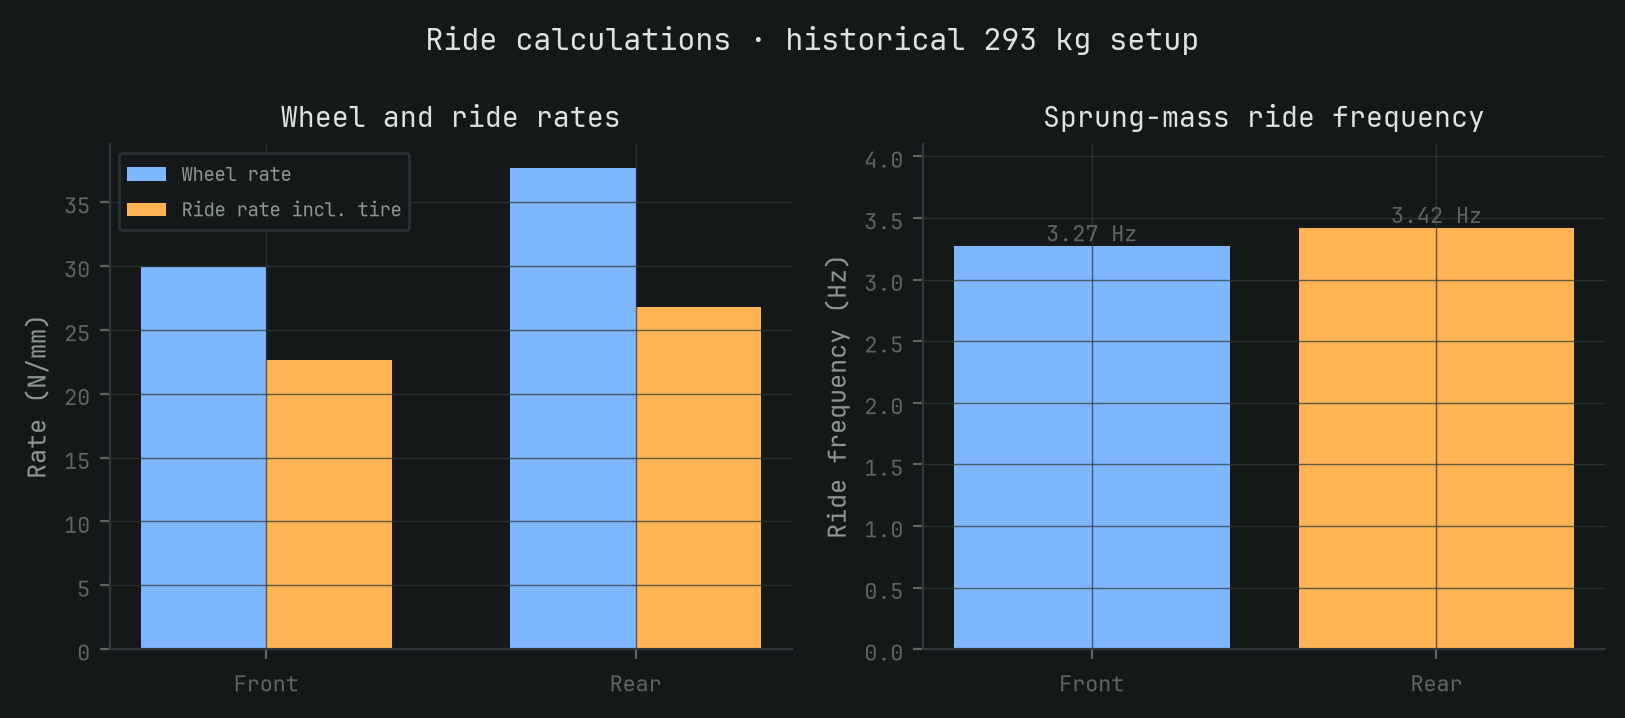 Ride calculations · historical 293 kg setup
Wheel and ride rates
Wheel rate
Ride rate incl. tire
Rate (N/mm)
35
30
25
20
15
10
5
0
Front
Rear
Sprung-mass ride frequency
Ride frequency (Hz)
4.0
3.5
3.0
2.5
2.0
1.5
1.0
0.5
0.0
3.27 Hz
3.42 Hz
Front
Rear